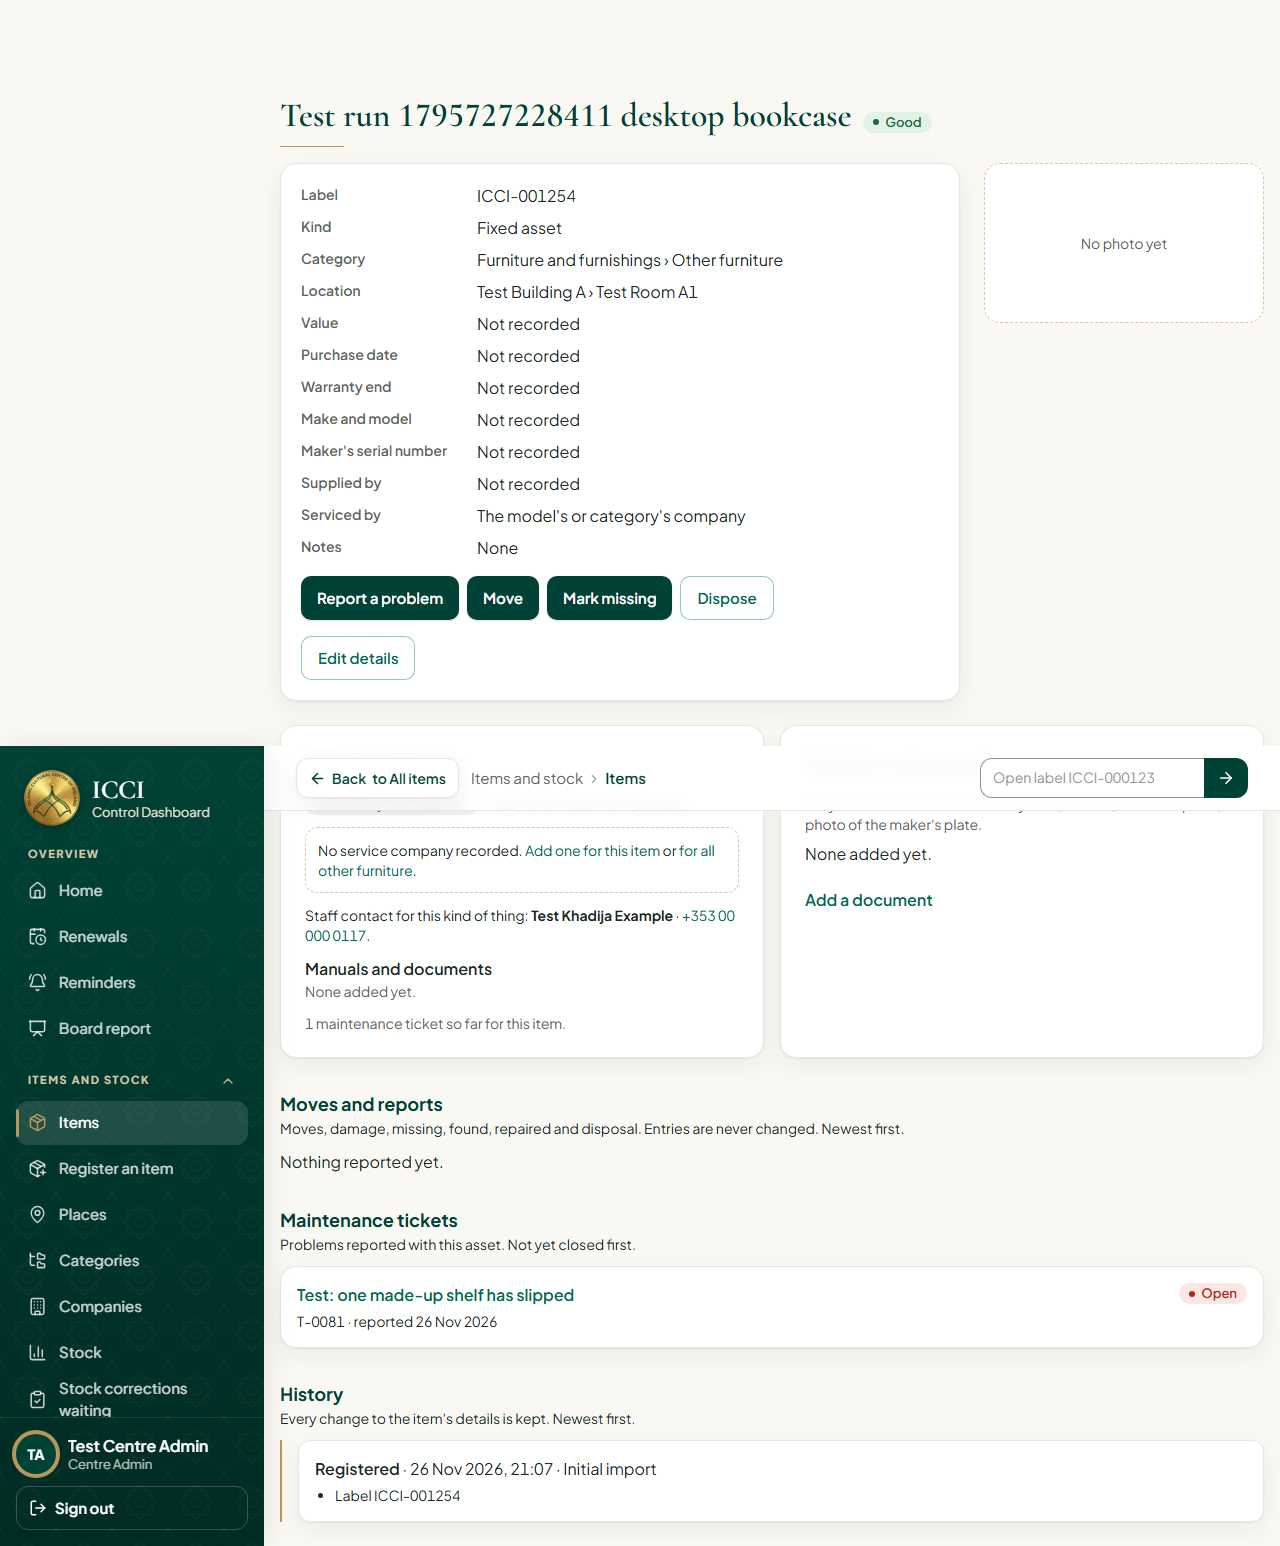 Test run 1795727228411 desktop bookcase
Good
Label
ICCI-001254
Kind
Fixed asset
Category
Furniture and furnishings › Other furniture
Location
Test Building A › Test Room A1
Value
Not recorded
Purchase date
Not recorded
Warranty end
Not recorded
Make and model
Not recorded
Maker's serial number
Not recorded
Supplied by
Not recorded
Serviced by
The model's or category's company
Notes
None
Report a problem
Move
Mark missing
Dispose
Edit details
No photo yet
ICCI
Control Dashboard
Back to All items
Items and stock › Items
Open label ICCI-000123
OVERVIEW
Home
Renewals
Reminders
Board report
ITEMS AND STOCK
Items
Register an item
Places
Categories
Companies
Stock
Stock corrections
waiting
TA
Test Centre Admin
Centre Admin
Sign out
No service company recorded. Add one for this item or for all
other furniture.
Staff contact for this kind of thing: Test Khadija Example · +353 00
000 0117.
Manuals and documents
None added yet.
1 maintenance ticket so far for this item.
photo of the maker's plate.
None added yet.
Add a document
Moves and reports
Moves, damage, missing, found, repaired and disposal. Entries are never changed. Newest first.
Nothing reported yet.
Maintenance tickets
Problems reported with this asset. Not yet closed first.
Test: one made-up shelf has slipped
Open
T-0081 · reported 26 Nov 2026
History
Every change to the item's details is kept. Newest first.
Registered · 26 Nov 2026, 21:07 · Initial import
Label ICCI-001254